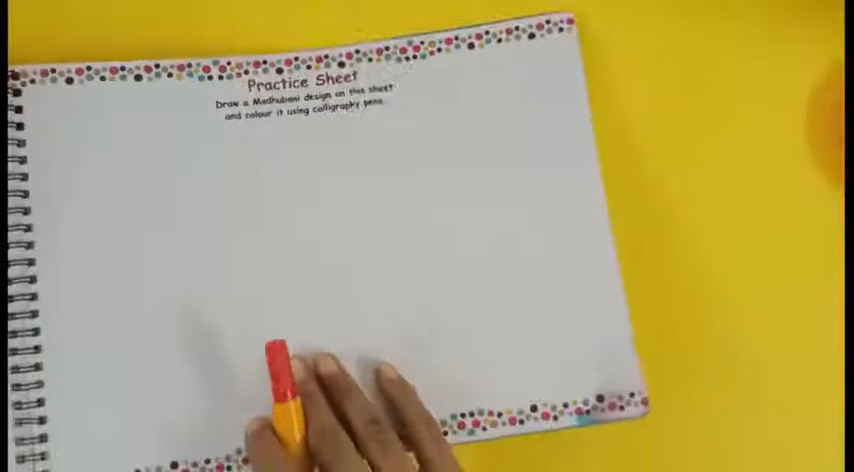 Practice Sheet
Draw a Madhubani design on this sheet
and colour it using calligraphy pens